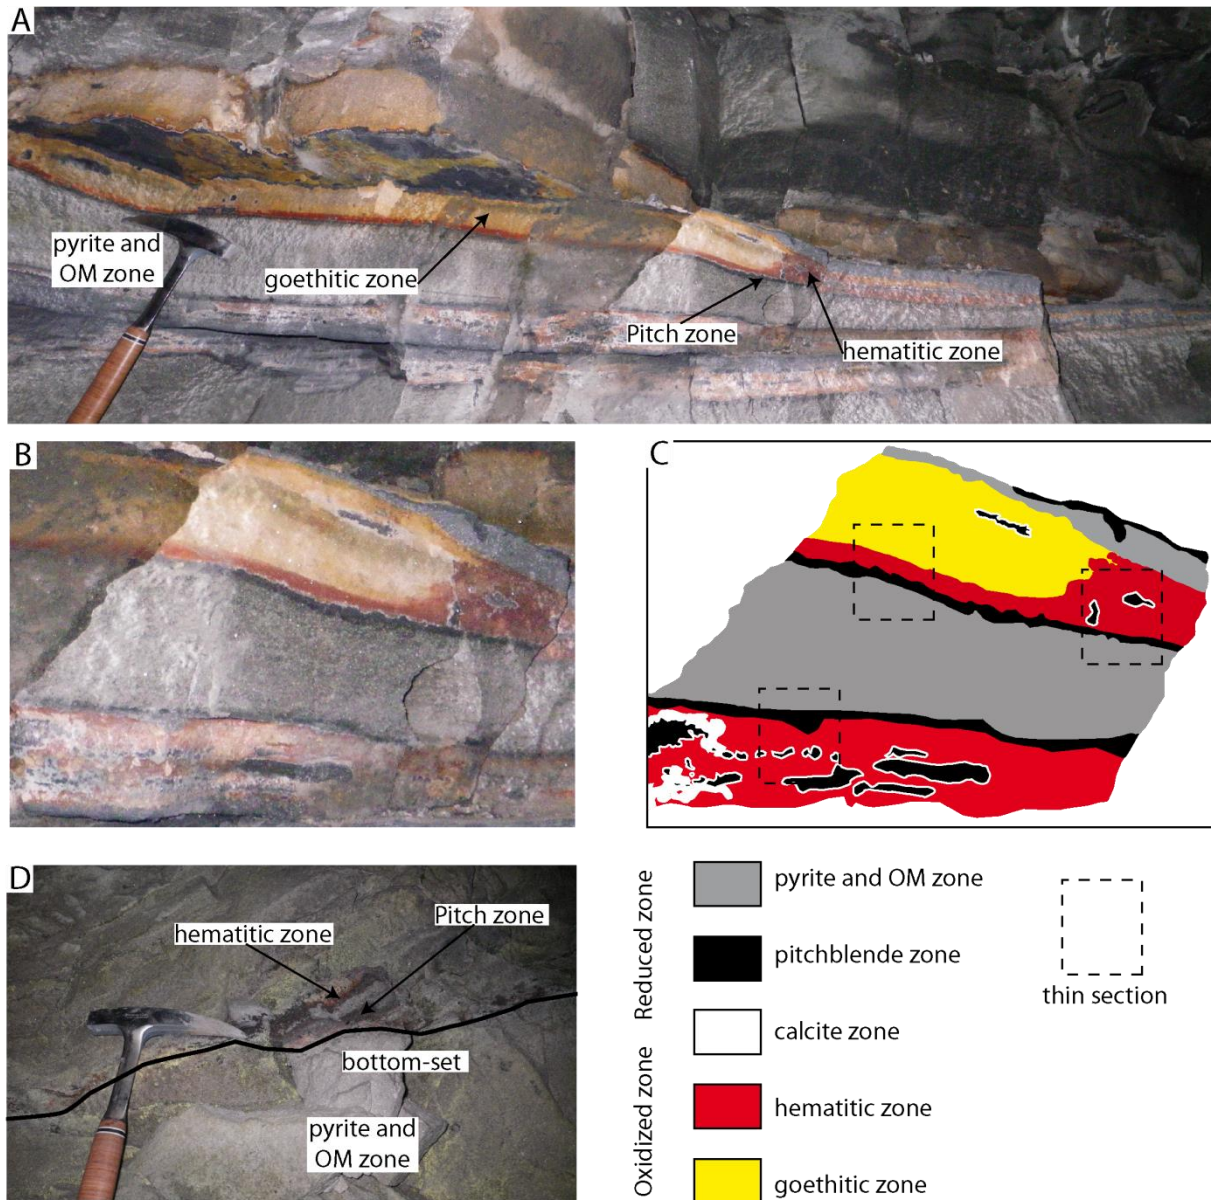 A
pyrite and
OM zone
goethitic zone
Pitch zone
hematitic zone
B
C
D
hematitic zone
Pitch zone
bottom-set
pyrite and
OM zone
Reduced zone
Oxidized zone
pyrite and OM zone
pitchblende zone
calcite zone
hematitic zone
goethitic zone
thin section